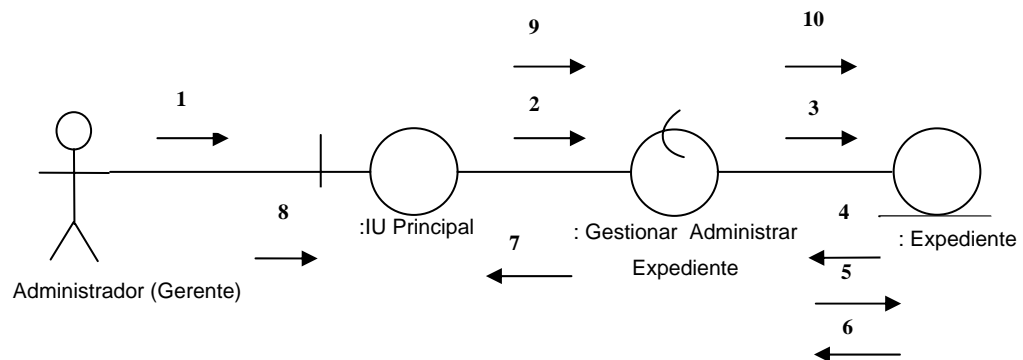 9
10
1
2
3
8
:IU Principal
7
: Gestionar Administrar
Expediente
4
: Expediente
5
Administrador (Gerente)
6